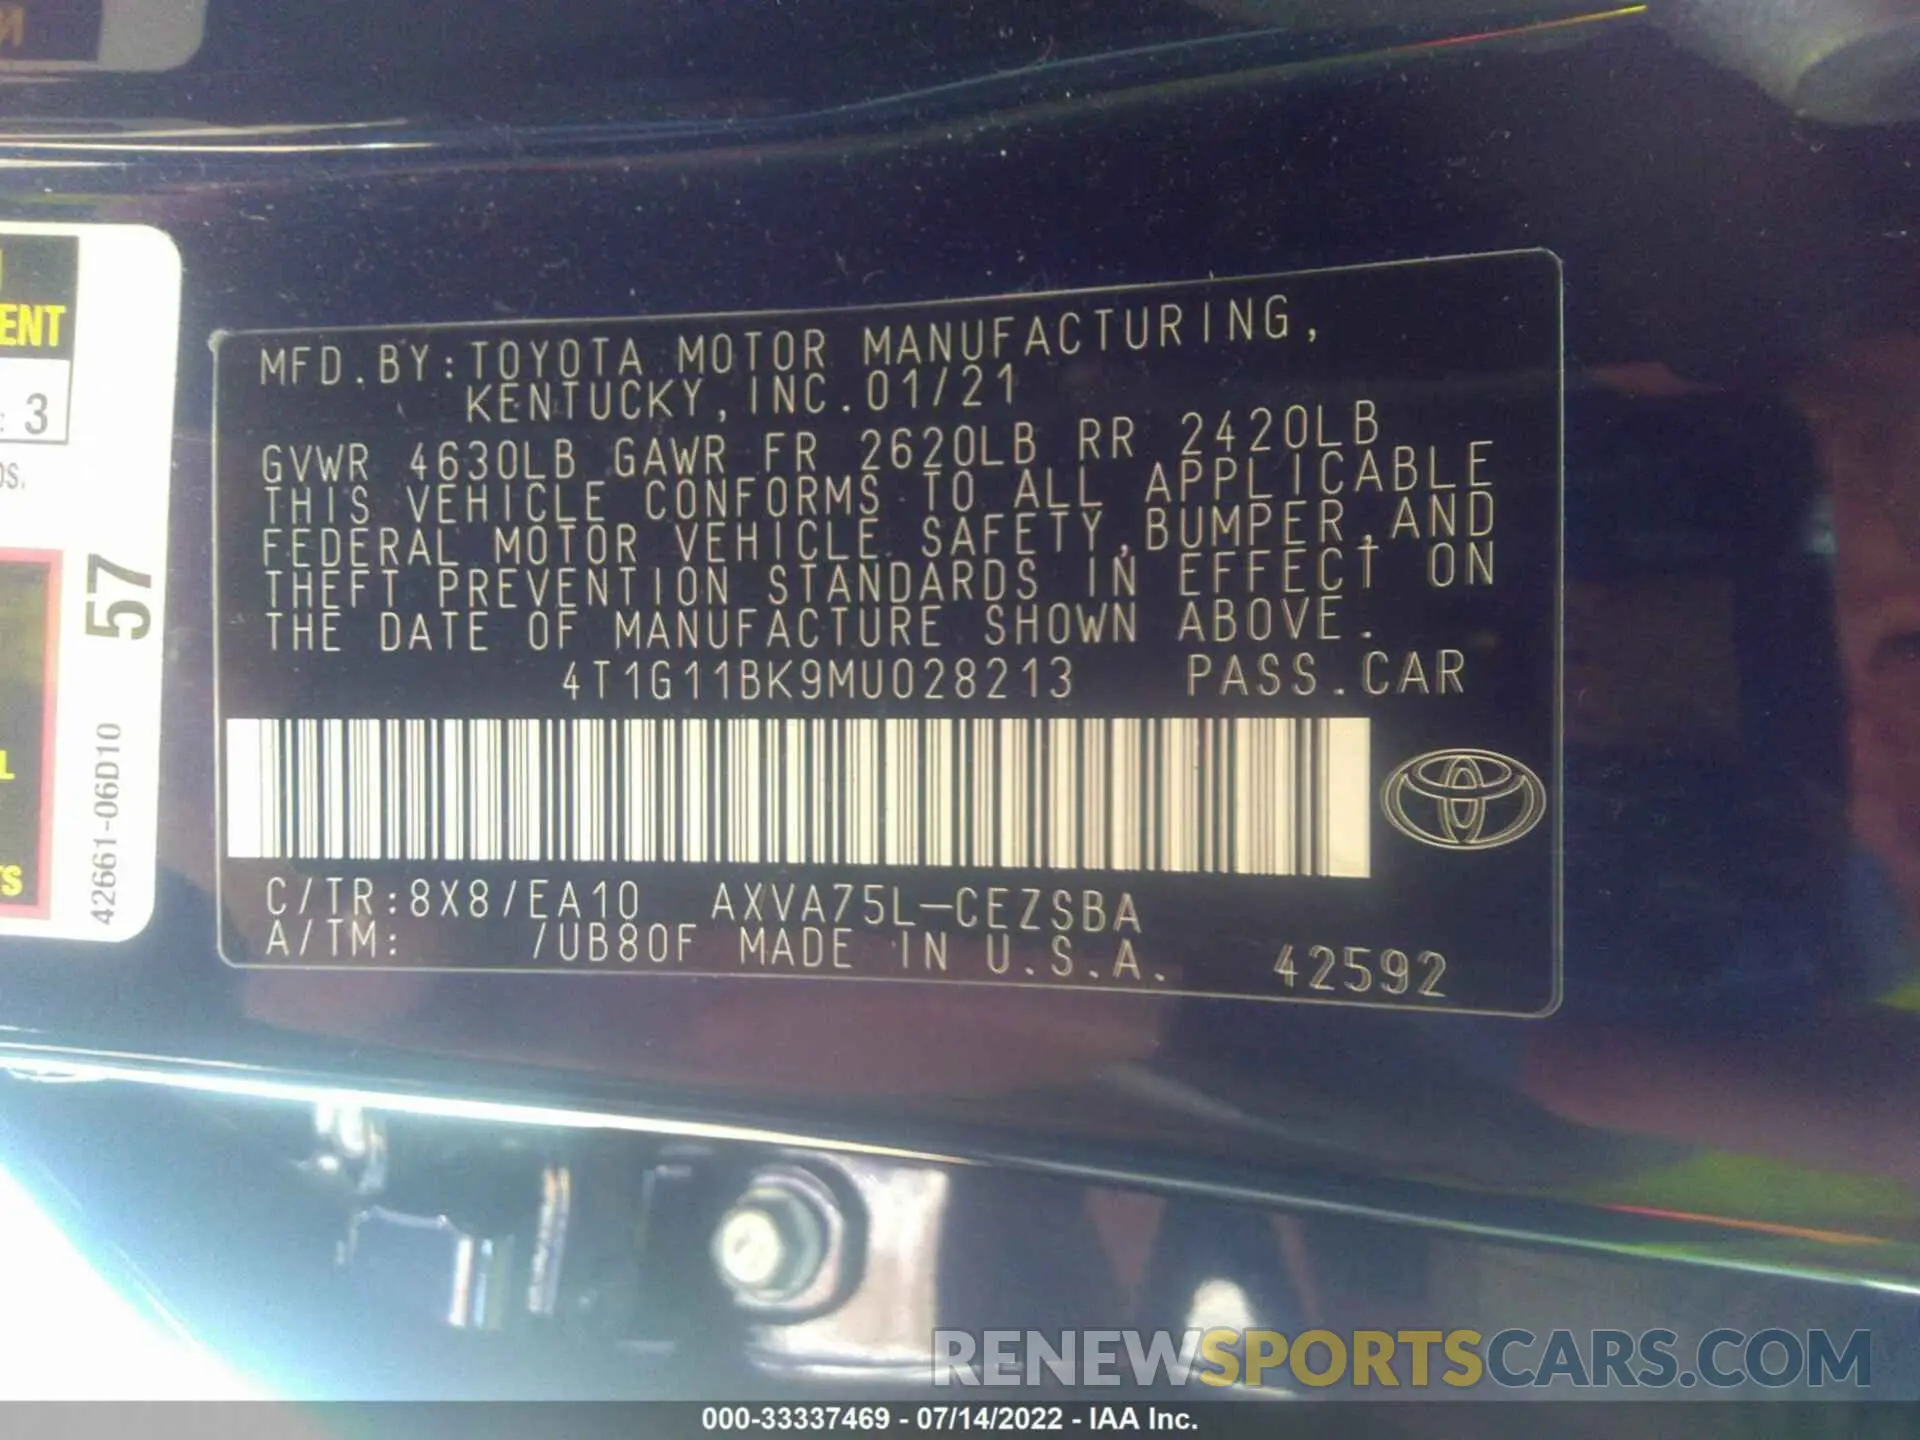 ENT
: 3
57
42661-06D10
MFD.BY:TOYOTA MOTOR MANUFACTURING,
KENTUCKY,INC.01/21
GVWR 4630LB GAWR FR 2620LB RR 2420LB
THIS VEHICLE CONFORMS TO ALL APPLICABLE
FEDERAL MOTOR VEHICLE SAFETY,BUMPER,AND
THEFT PREVENTION STANDARDS IN EFFECT ON
THE DATE OF MANUFACTURE SHOWN ABOVE.
4T1G11BK9MU028213 PASS.CAR
C/TR:8X8/EA10 AXVA75L-CEZSBA
A/TM: /UB80F MADE IN U.S.A. 42592
RENEWSPORTSCARS.COM
000-33337469 - 07/14/2022 - IAA Inc.